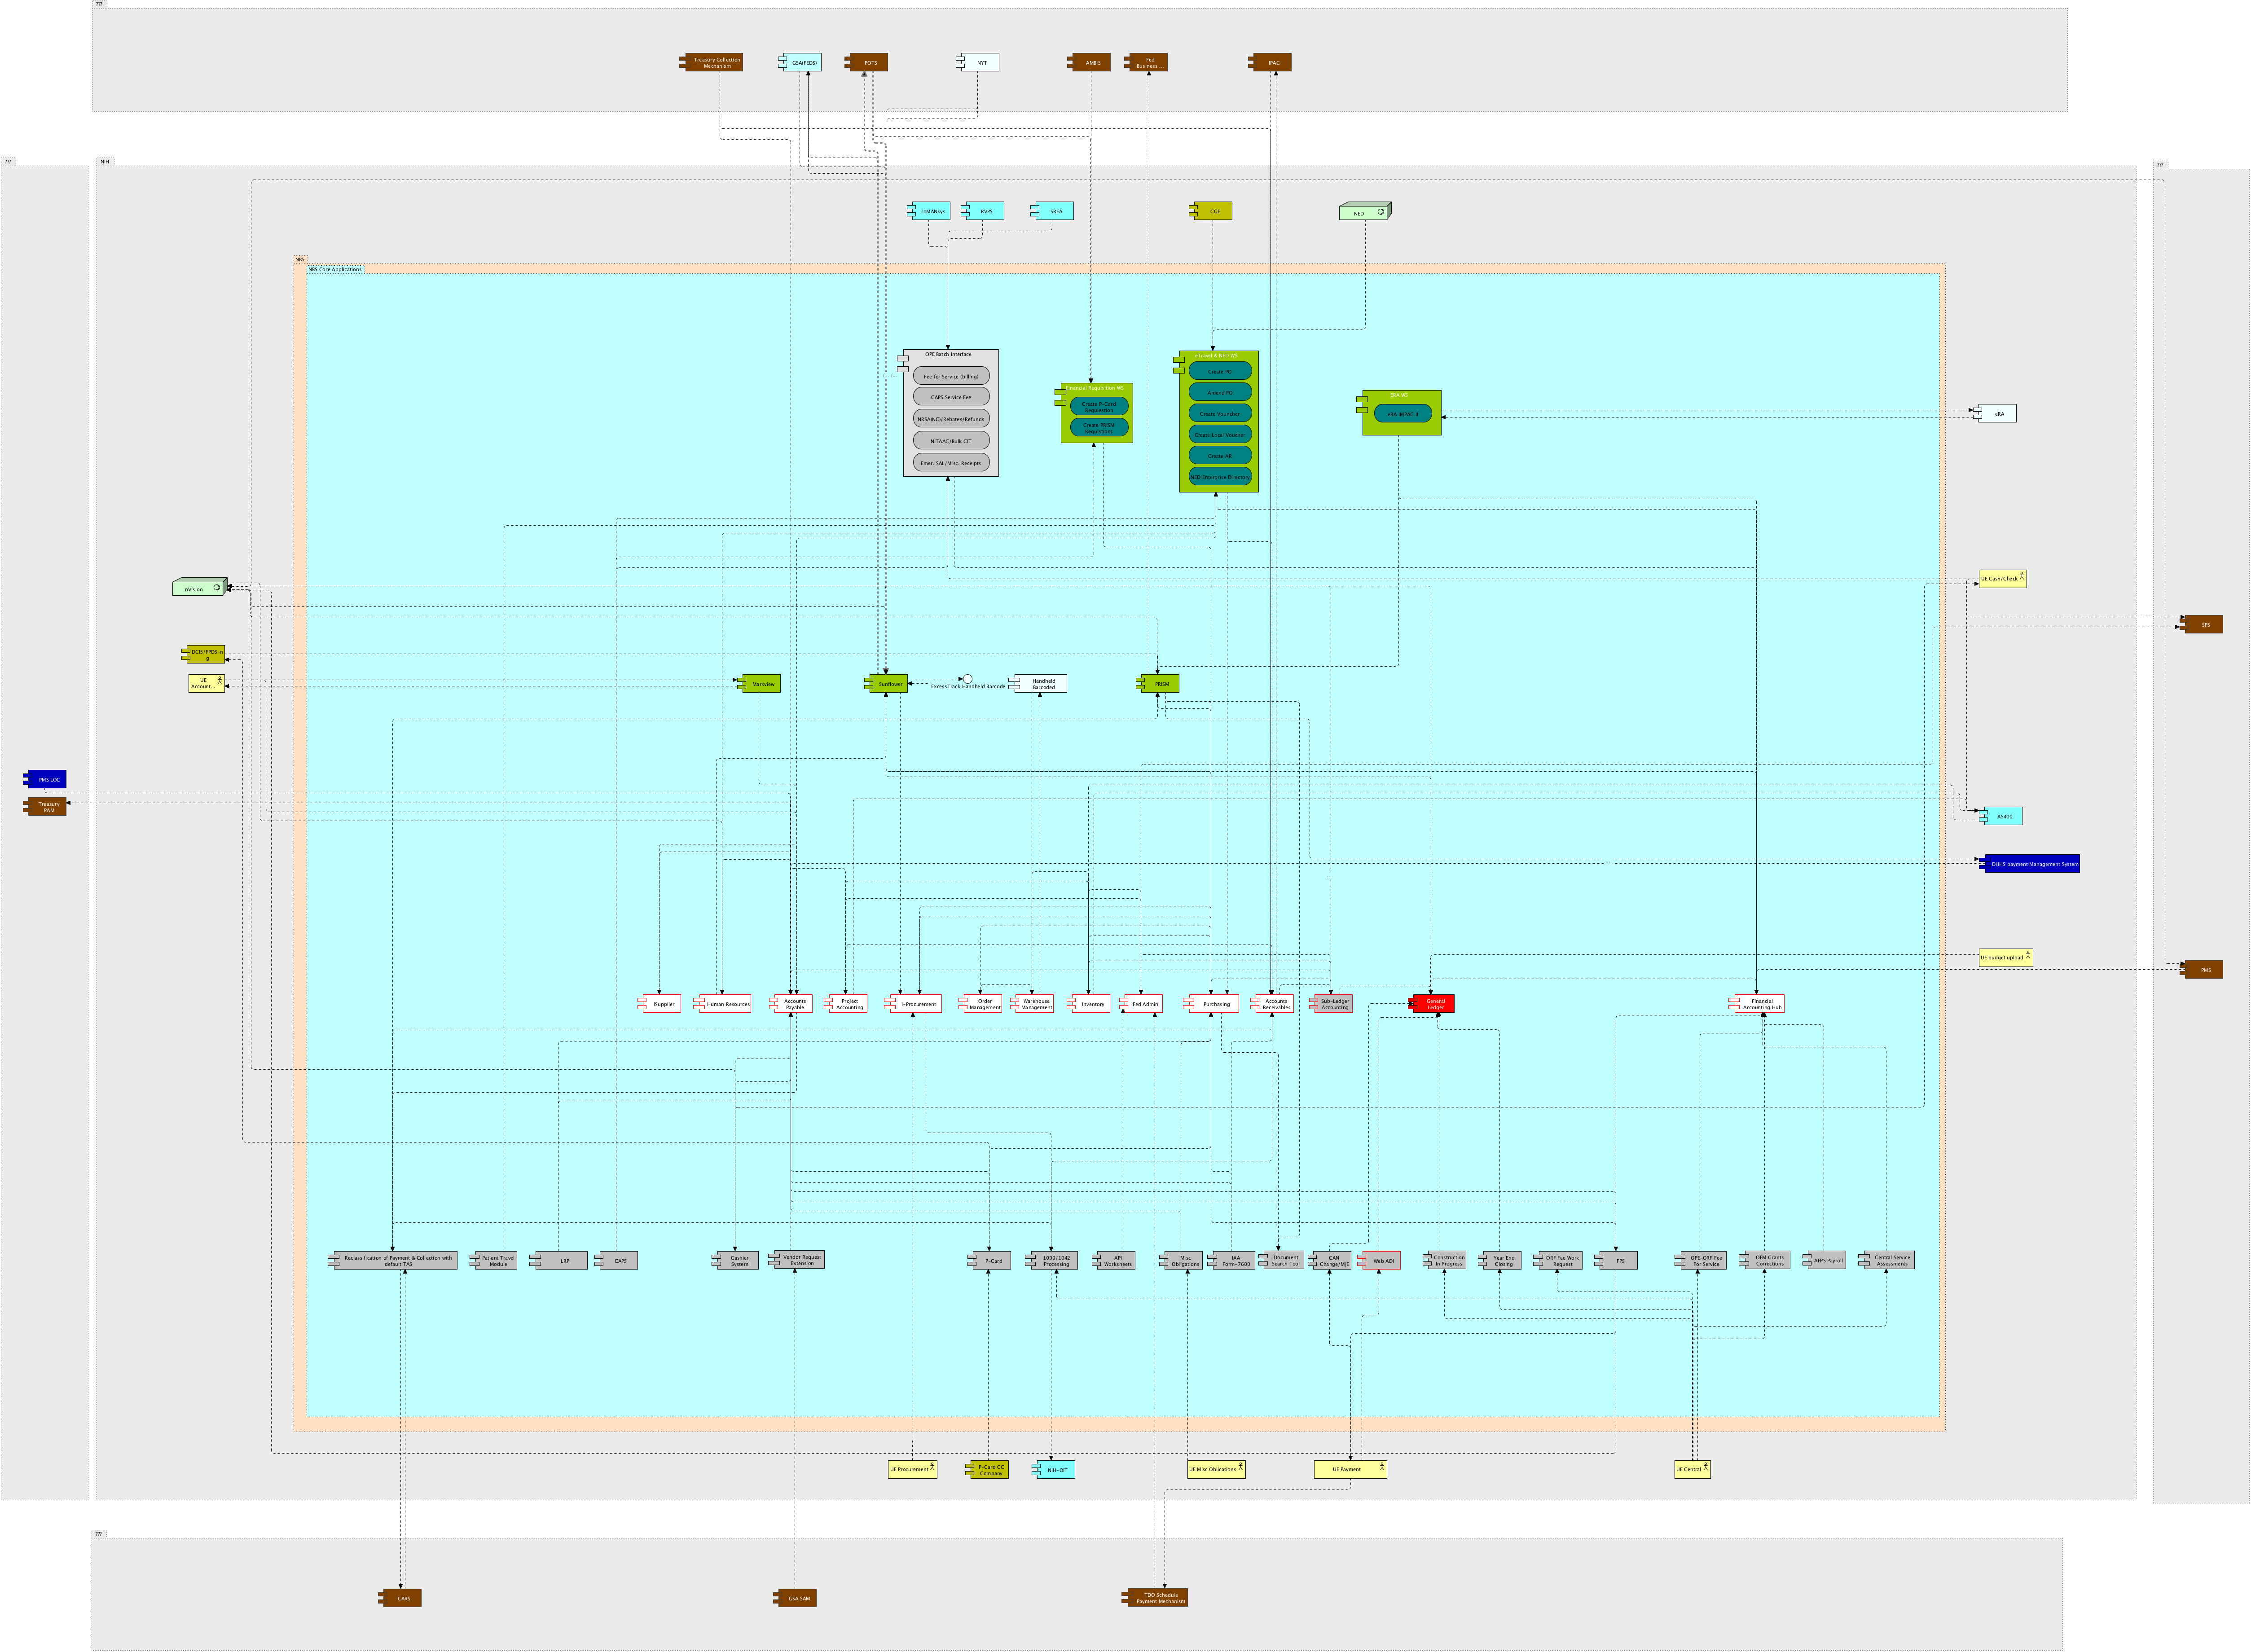 ???
Treasury Collection
Mechanism
GSA(FEDS)
POTS
NYT
AMBIS
Fed
Business ...
IPAC
???
NIH
???
roMANsys
RVPS
SREA
CGE
NED
NBS
NBS Core Applications
OPE Batch Interface
Fee for Service (billing)
CAPS Service Fee
NRSAINCI/Rebates/Refunds
NITAAC/Bulk CIT
Emer. SAL/Misc. Receipts
Financial Requisition WS
Create P-Card
Requisition
Create PRISM
Requisitions
eTravel & NED WS
Create PO
Amend PO
Create Vounsher
Create Local Voucher
Create AR
NED Enterprise Directory
ERA WS
eRA IMPAC II
eRA
nVision
UE Cash/Check
SPS
DCIS/FPDS-n
g
UE
Account...
Markview
Sunflower
ExcessTrack Handheld Barcode
Handheld
Barcoded
PRISM
PMS LOC
Treasury
PAM
AS400
DHHS payment Management System
UE budget upload
PMS
iSupplier
Human Resources
Accounts
Payable
Project
Accounting
i-Procurement
Order
Management
Warehouse
Management
Inventory
Fed Admin
Purchasing
Accounts
Receivables
Sub-Ledger
Accounting
General
Ledger
Financial
Accounting Hub
Reclasification of Payment & Collection with
default TAS
Patient Travel
Module
LRP
CAPS
Cashier
System
Vendor Request
Extension
P-Card
1099/1042
Processing
API
Worksheets
Misc
Obligations
IAA
Form-7600
Document
Search Tool
CAN
Change/MJE
Web ADI
Construction
In Progress
Year End
Closing
ORF Fee Work
Request
FPS
OPE-ORF Fee
For Service
OFM Grants
Corrections
AFPS Payroll
Central Service
Assessments
UE Procurement
P-Card CC
Company
NIH-OIT
UE Misc Oblications
UE Payment
UE Central
???
CARS
GSA SAM
TDO Schedule
Payment Mechanism